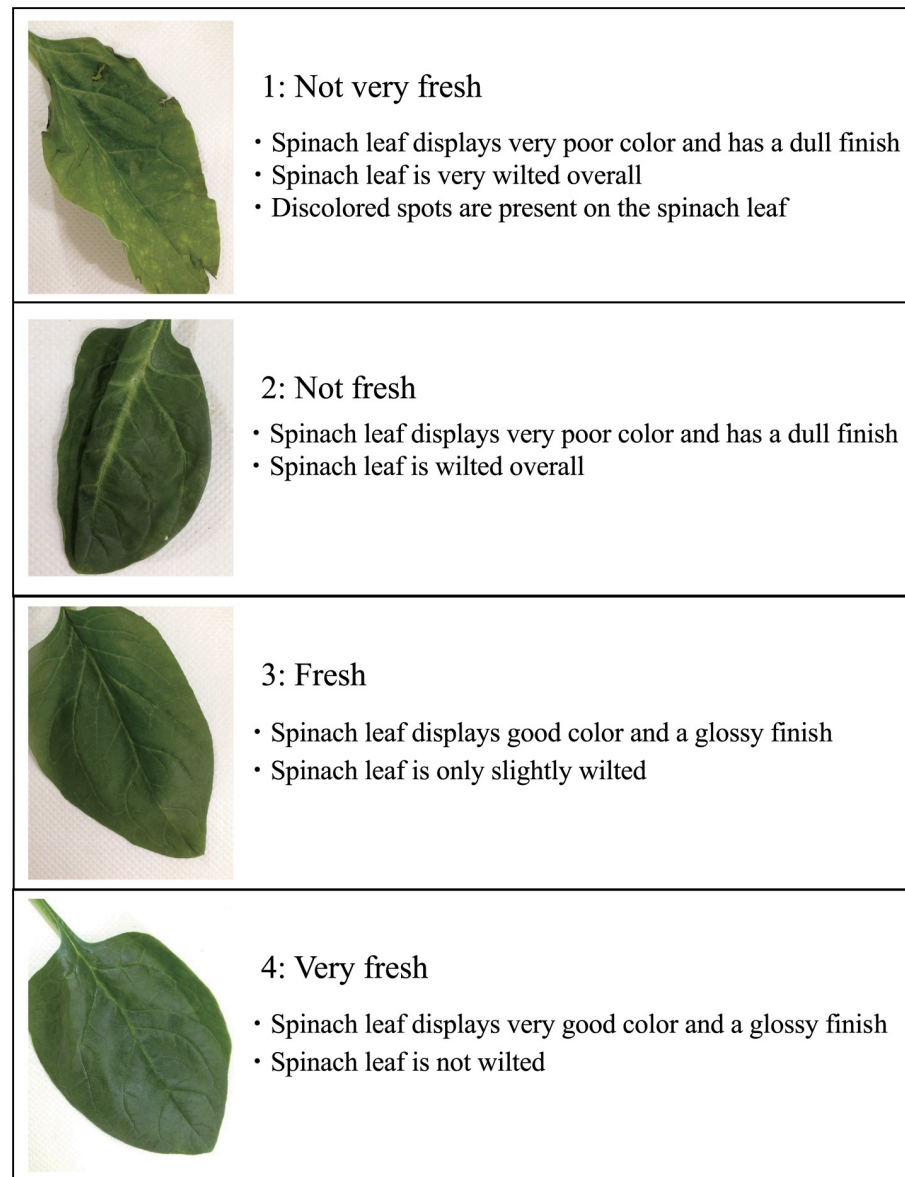 1: Not very fresh
・Spinach leaf displays very poor color and has a dull finish
・Spinach leaf is very wilted overall
・Discolored spots are present on the spinach leaf
2: Not fresh
・Spinach leaf displays very poor color and has a dull finish
・Spinach leaf is wilted overall
3: Fresh
・Spinach leaf displays good color and a glossy finish
・Spinach leaf is only slightly wilted
4: Very fresh
・Spinach leaf displays very good color and a glossy finish
・Spinach leaf is not wilted